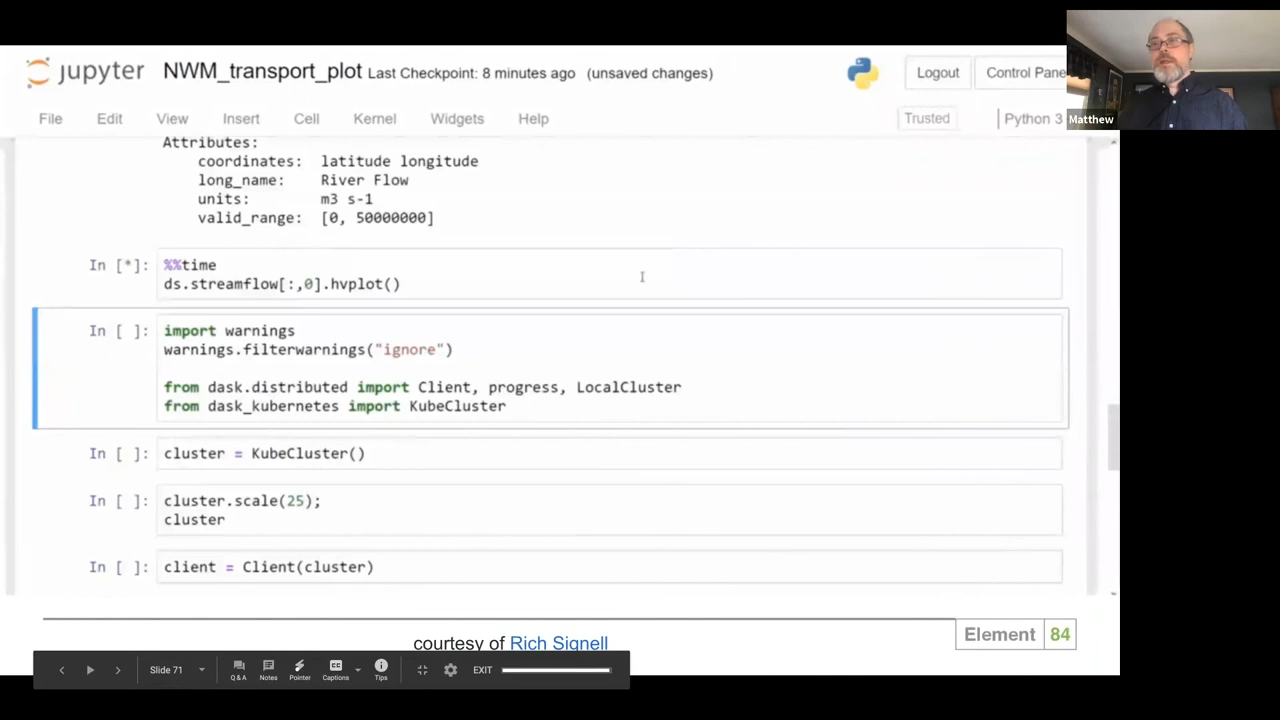 jupyter NWM_transport_plot Last Checkpoint: 8 minutes ago (unsaved changes) Logout Control Pane
Matthew
File Edit View Insert Cell Kernel Widgets Help Trusted Python 3
Attributes:
coordinates: latitude longitude
long_name: River Flow
units: m3 s-1
valid_range: [0, 50000000]
In [*]: %%time
ds.streamflow[:,0].hvplot()
In [ ]: import warnings
warnings.filterwarnings("ignore")
from dask.distributed import Client, progress, LocalCluster
from dask_kubernetes import KubeCluster
In [ ]: cluster = KubeCluster()
In [ ]: cluster.scale(25);
cluster
In [ ]: client = Client(cluster)
courtesy of Rich Signell
Element 84
Slide 71 Q & A Notes Pointer CC Captions Tips EXIT